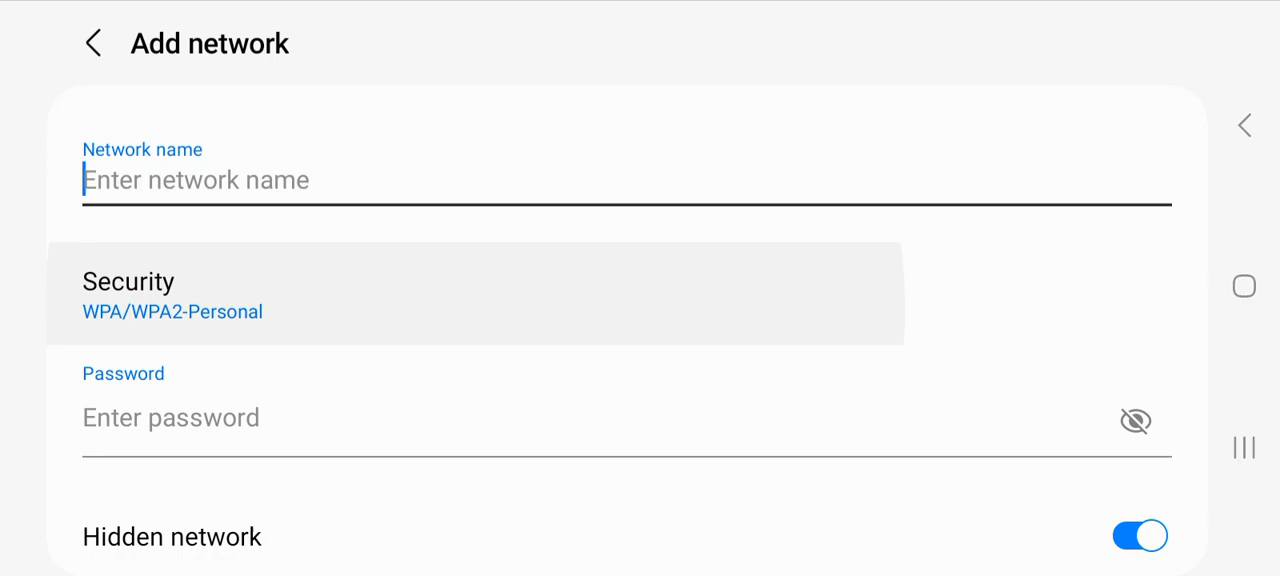 Add network
Network name
Enter network name
Security
WPA/WPA2-Personal
Password
Enter password
Hidden network